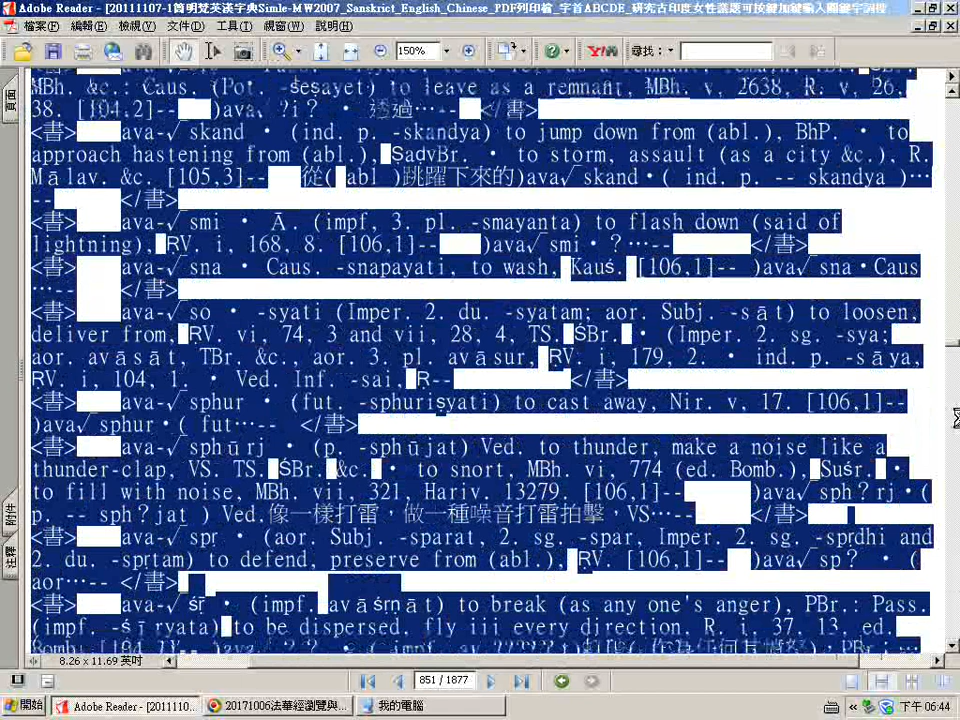 Adobe Reader - [20111107-1簡明梵英漢字典Simle-MW2007_Sanskrict_English_Chinese_PDF列印檔_字首ABCDE_研究古印度女性議題可按鍵
檔案(F) 編輯(E) 檢視(V) 文件(D) 工具(T) 視窗(W) 說明(H)
150% Y! 尋找：
頁面
附件
註釋
MBh. &c.: Caus. (Pot. -śeṣayet) to leave as a remnant, MBh. v, 2638, R. v, 26,
38. [104,2]-- )ava√ ?i？ ‧ 透過…-- </書>
<書> ava-√ skand ‧ (ind. p. -skandya) to jump down from (abl.), BhP. ‧ to
approach hastening from (abl.), ṢaḍvBr. ‧ to storm, assault (as a city &c.), R.
Mālav. &c. [105,3]-- 從( abl )跳躍下來的)ava√ skand‧( ind. p. -- skandya )…
-- </書>
<書> ava-√ smi ‧ Ā. (impf, 3. pl. -smayanta) to flash down (said of
lightning), RV. i, 168, 8. [106,1]-- )ava√ smi‧？…-- </書>
<書> ava-√ sna ‧ Caus. -snapayati, to wash, Kauś. [106,1]-- )ava√ sna‧Caus
…-- </書>
<書> ava-√ so ‧ -syati (Imper. 2. du. -syatam; aor. Subj. -sāt) to loosen,
deliver from, RV. vi, 74, 3 and vii, 28, 4, TS. ŚBr. ‧ (Imper. 2. sg. -sya;
aor. avāsāt, TBr. &c., aor. 3. pl. avāsur, RV. i, 179, 2. ‧ ind. p. -sāya,
RV. i, 104, 1. ‧ Ved. Inf. -sai, Ṛ-- </書>
<書> ava-√ sphur ‧ (fut. -sphuriṣyati) to cast away, Nir. v, 17. [106,1]--
)ava√ sphur‧( fut…-- </書>
<書> ava-√ sphūrj ‧ (p. -sphūjat) Ved. to thunder, make a noise like a
thunder-clap, VS. TS. ŚBr. &c. ‧ to snort, MBh. vi, 774 (ed. Bomb.), Suśr. ‧
to fill with noise, MBh. vii, 321, Hariv. 13279. [106,1]-- )ava√ sph？rj‧(
p. -- sph？jat ) Ved.像一樣打雷，做一種噪音打雷拍擊，VS…-- </書>
<書> ava-√ spṛ ‧ (aor. Subj. -sparat, 2. sg. -spar, Imper. 2. sg. -spṛdhi and
2. du. -spṛtam) to defend, preserve from (abl.), RV. [106,1]-- )ava√ sp？ ‧ (
aor…-- </書>
<書> ava-√ śṝ ‧ (impf. avāśṛṇāt) to break (as any one's anger), PBr.: Pass.
(impf. -śīryata) to be dispersed, fly iii every direction, R. i, 37, 13, ed.
8.26 x 11.69 英吋
851 / 1877
開始 Adobe Reader - [2011110... 20171006法華經瀏覽與... 我的電腦 下午 06:44